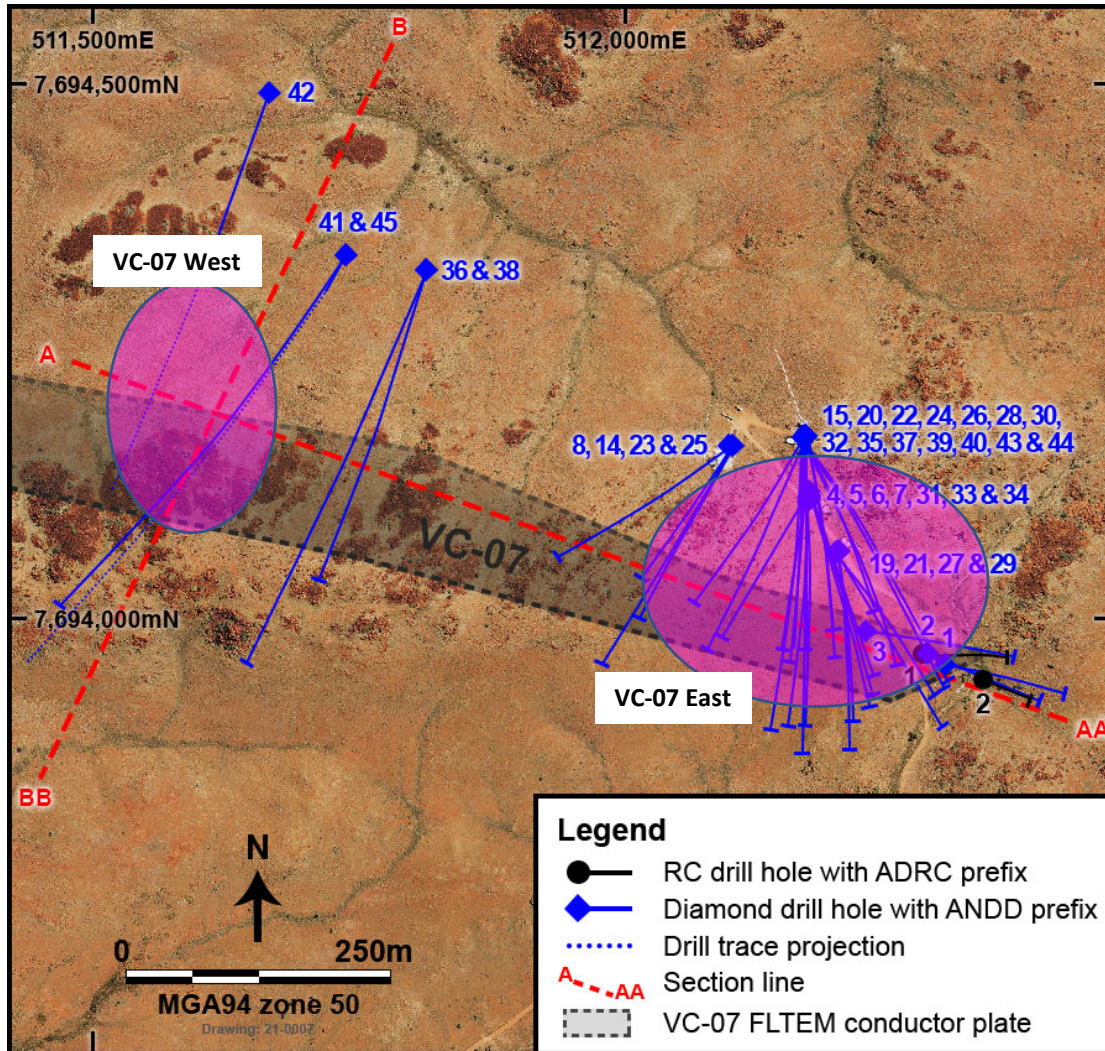 511,500mE
512,000mE
B
7,694,500mN
42
41 & 45
VC-07 West
36 & 38
A
8, 14, 23 & 25
15, 20, 22, 24, 26, 28, 30,
32, 35, 37, 39, 40, 43 & 44
4, 5, 6, 7, 31, 33 & 34
VC-07
19, 21, 27 & 29
7,694,000mN
2
1
3
1
2
VC-07 East
AA
BB
N
0 250m
MGA94 zone 50
Drawing: 21-0007
Legend
RC drill hole with ADRC prefix
Diamond drill hole with ANDD prefix
Drill trace projection
A AA Section line
VC-07 FLTEM conductor plate